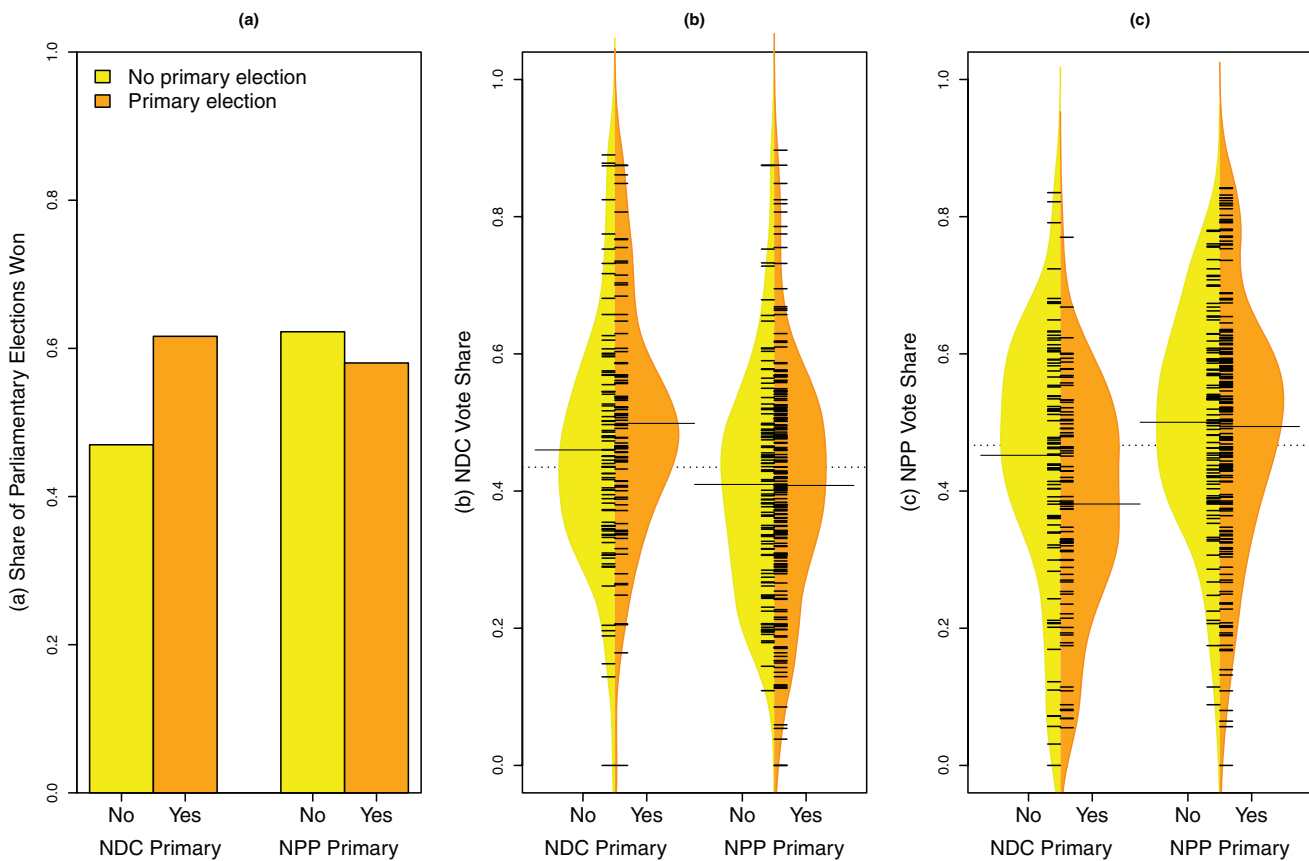 (a)
(a) Share of Parliamentary Elections Won
1.0
0.8
0.6
0.4
0.2
0.0
No primary election
Primary election
No Yes No Yes
NDC Primary NPP Primary
(b)
(b) NDC Vote Share
1.0
0.8
0.6
0.4
0.2
0.0
No Yes No Yes
NDC Primary NPP Primary
(c)
(c) NPP Vote Share
1.0
0.8
0.6
0.4
0.2
0.0
No Yes No Yes
NDC Primary NPP Primary